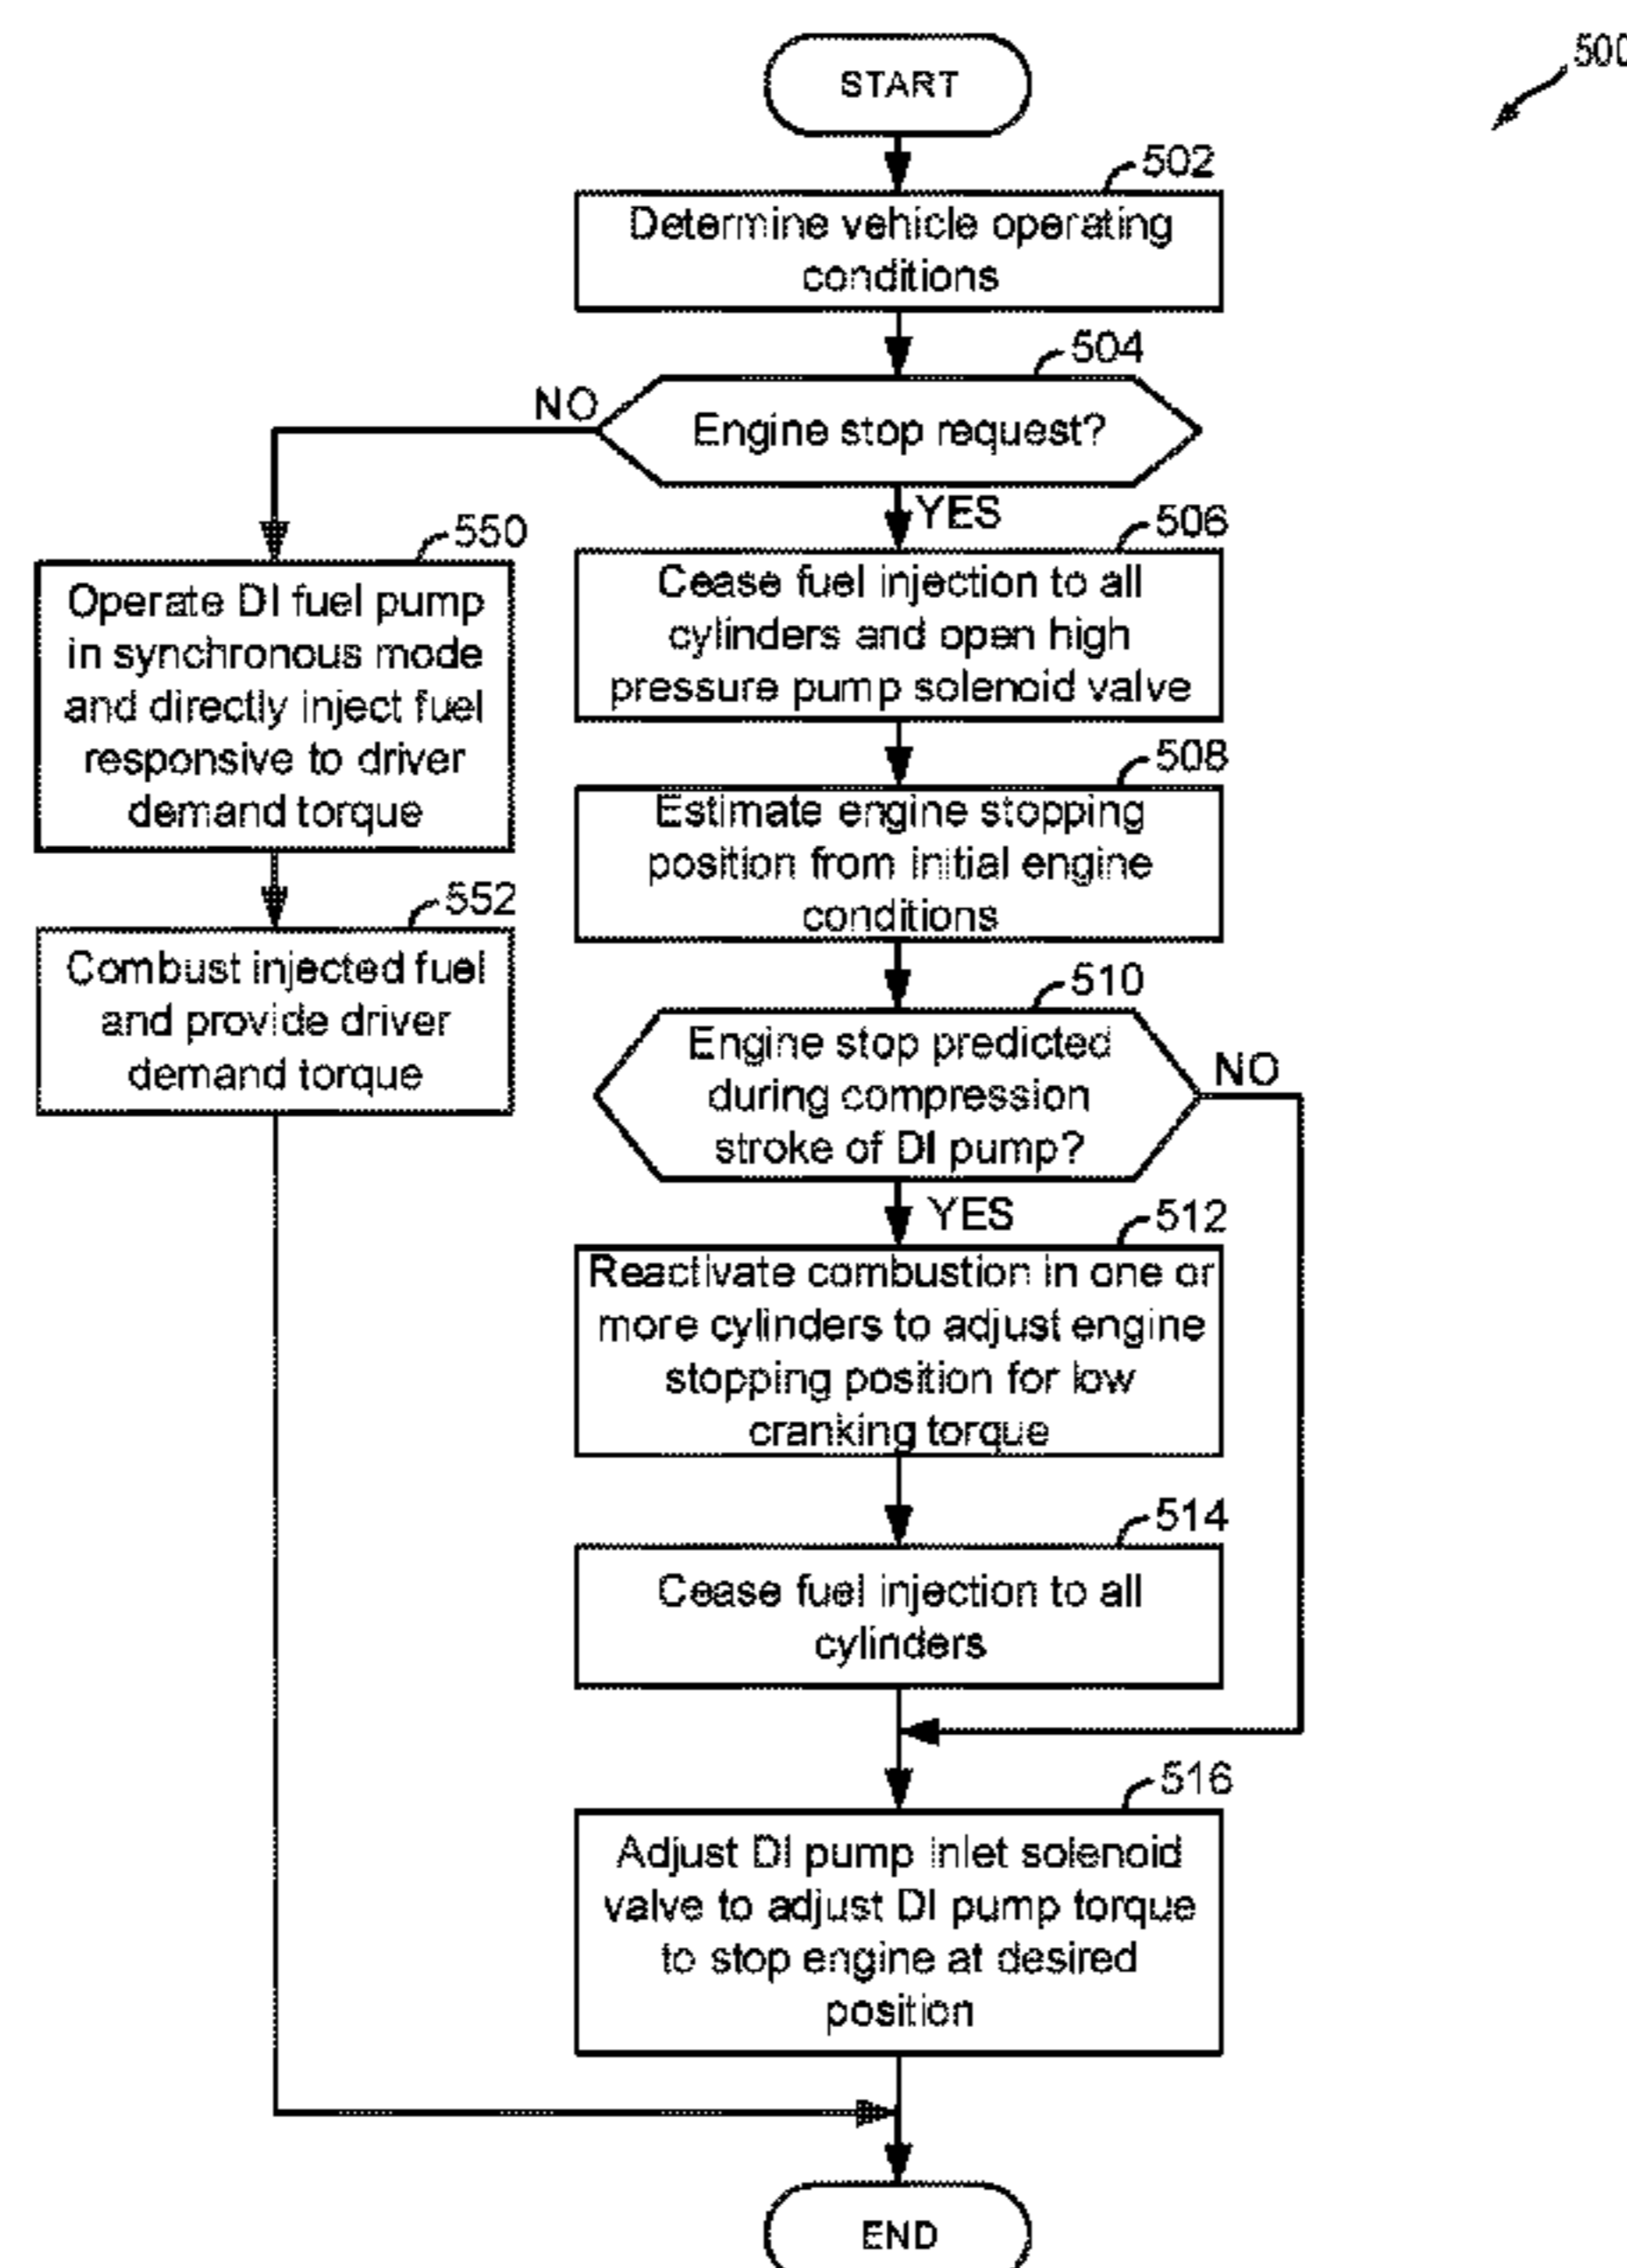 500
START
502
Determine vehicle operating
conditions
504
NO
Engine stop request?
YES
550
Operate DI fuel pump
in synchronous mode
and directly inject fuel
responsive to driver
demand torque
506
Cease fuel injection to all
cylinders and open high
pressure pump solenoid valve
508
Estimate engine stopping
position from initial engine
conditions
552
Combust injected fuel
and provide driver
demand torque
510
Engine stop predicted
during compression
stroke of DI pump?
NO
YES
512
Reactivate combustion in one or
more cylinders to adjust engine
stopping position for low
cranking torque
514
Cease fuel injection to all
cylinders
516
Adjust DI pump inlet solenoid
valve to adjust DI pump torque
to stop engine at desired
position
END